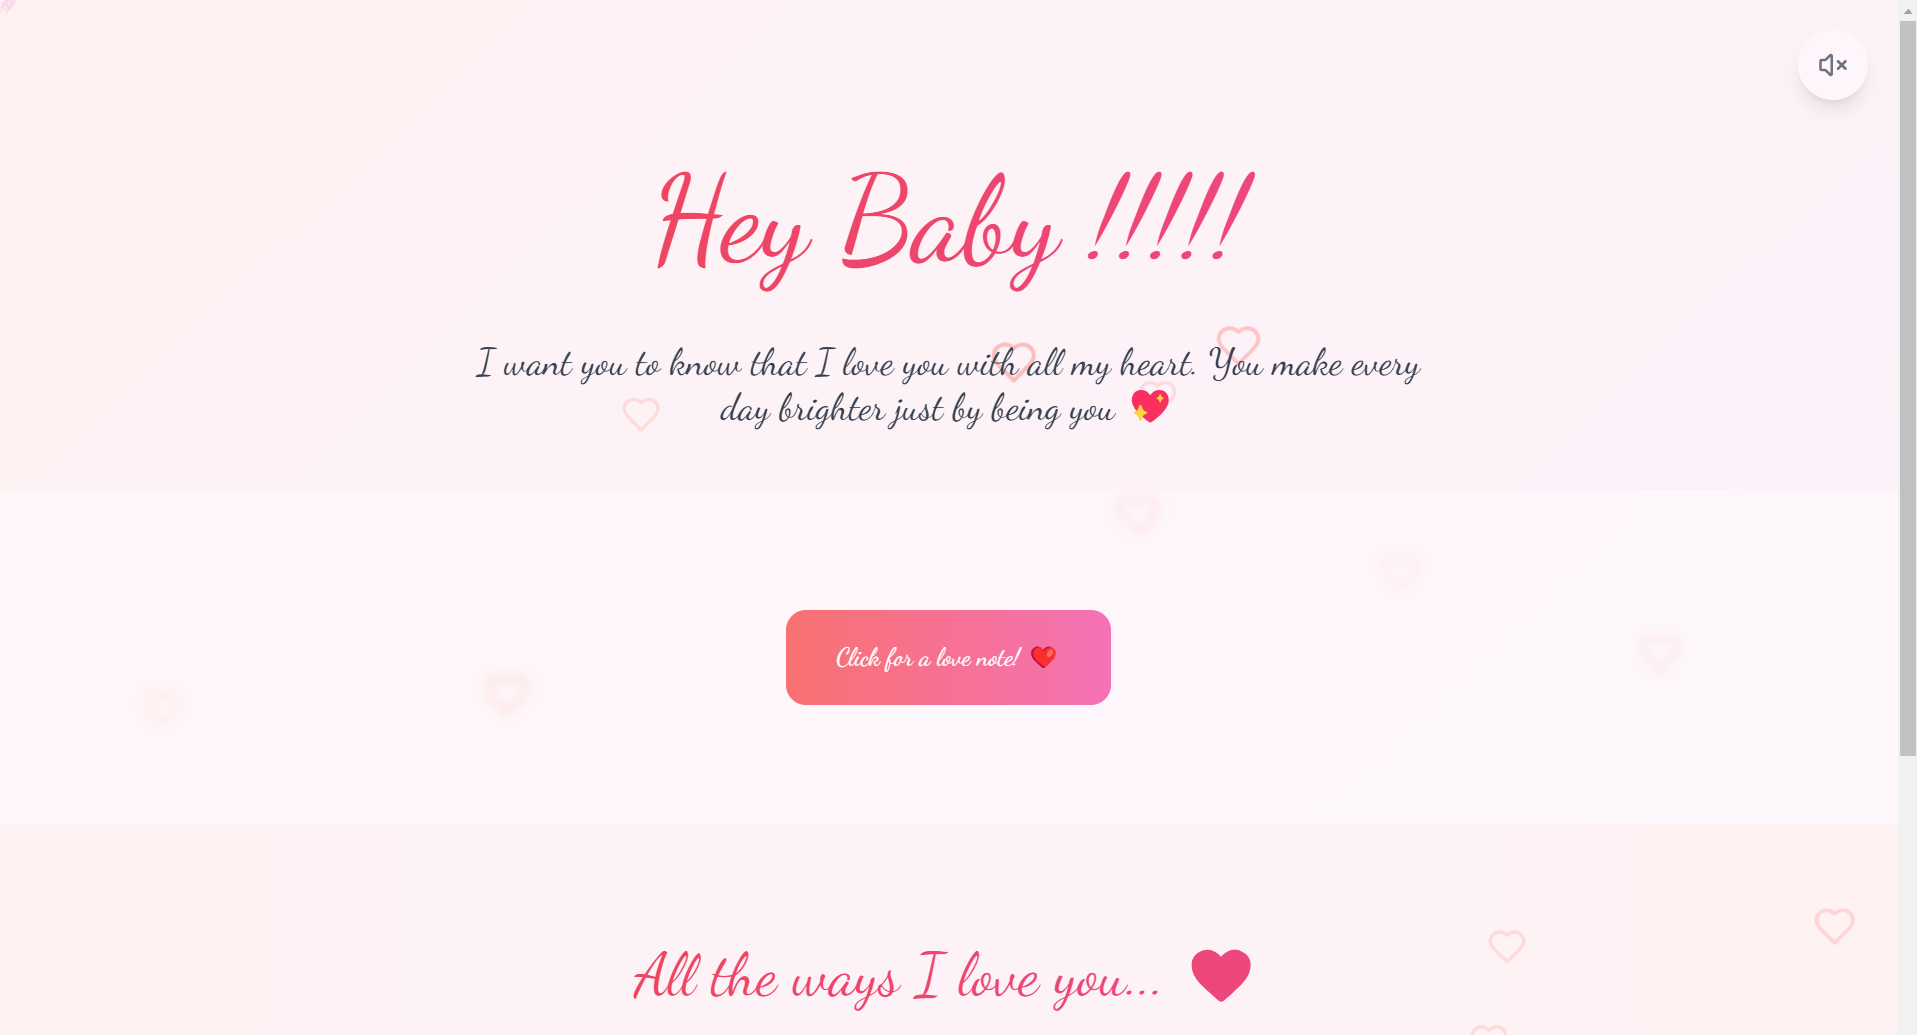 Hey Baby !!!!!
I want you to know that I love you with all my heart. You make every
day brighter just by being you 💖
Click for a love note! ❤️
All the ways I love you...